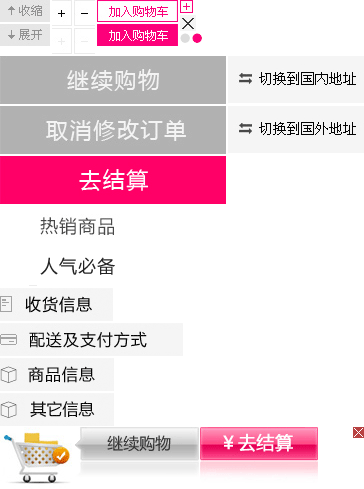 收缩
+ − 加入购物车 +
展开
+ − 加入购物车
继续购物
切换到国内地址
取消修改订单
切换到国外地址
去结算
热销商品
人气必备
收货信息
配送及支付方式
商品信息
其它信息
继续购物
¥ 去结算